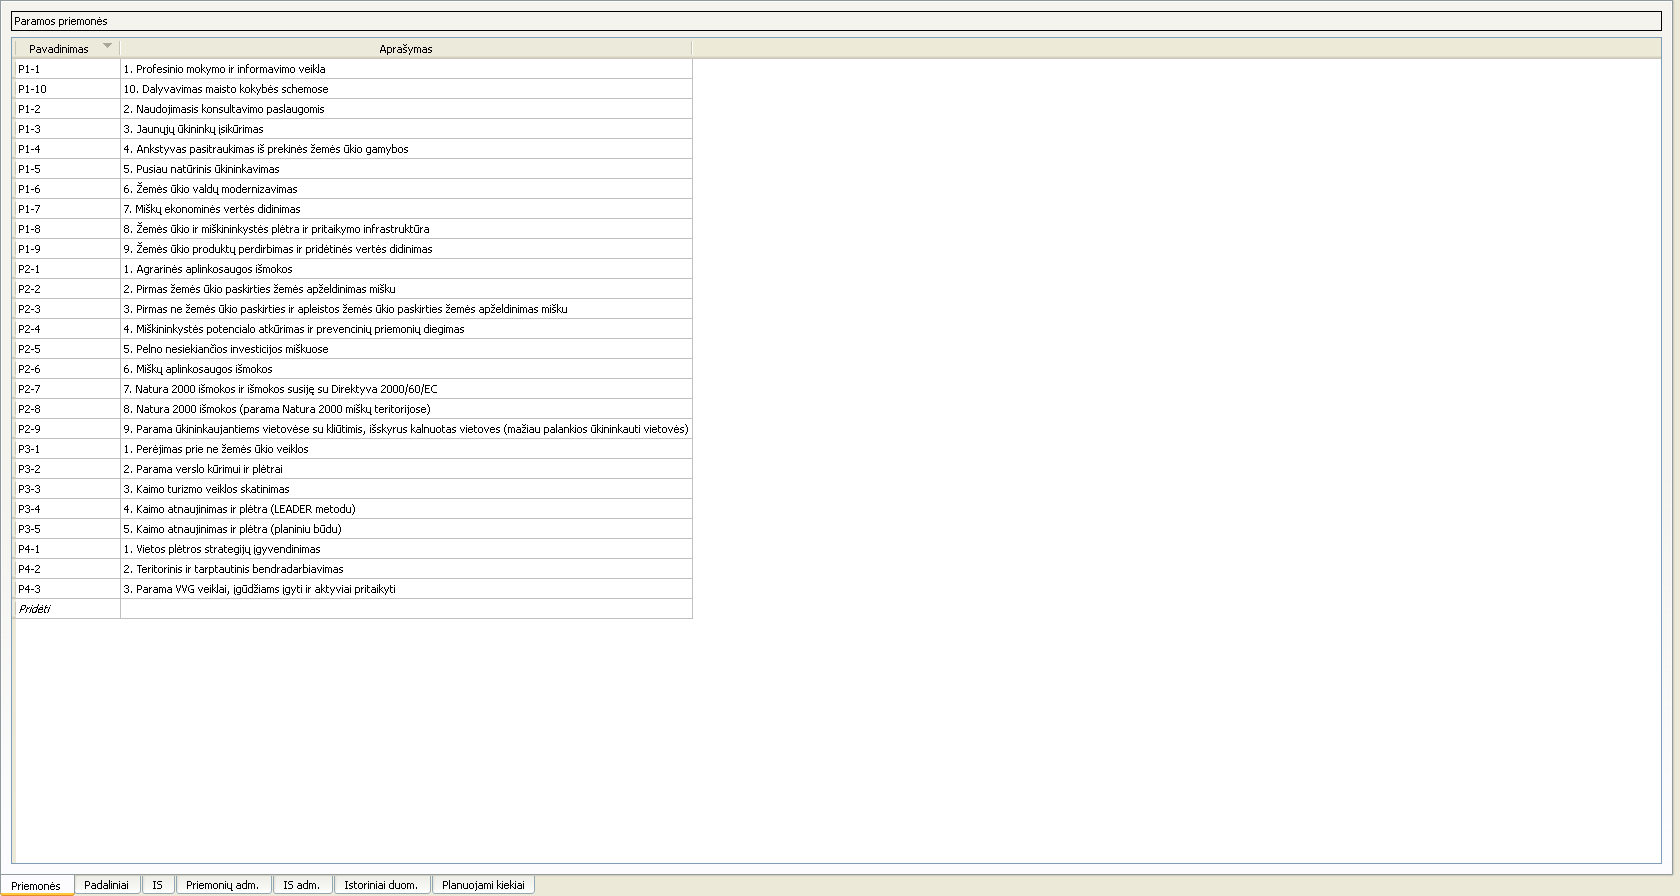 Paramos priemonės
Pavadinimas Aprašymas
P1-1 1. Profesinio mokymo ir informavimo veikla
P1-10 10. Dalyvavimas maisto kokybės schemose
P1-2 2. Naudojimasis konsultavimo paslaugomis
P1-3 3. Jaunųjų ūkininkų įsikūrimas
P1-4 4. Ankstyvas pasitraukimas iš prekinės žemės ūkio gamybos
P1-5 5. Pusiau natūrinis ūkininkavimas
P1-6 6. Žemės ūkio valdų modernizavimas
P1-7 7. Miškų ekonominės vertės didinimas
P1-8 8. Žemės ūkio ir miškininkystės plėtra ir pritaikymo infrastruktūra
P1-9 9. Žemės ūkio produktų perdirbimas ir pridėtinės vertės didinimas
P2-1 1. Agrarinės aplinkosaugos išmokos
P2-2 2. Pirmas žemės ūkio paskirties žemės apželdinimas mišku
P2-3 3. Pirmas ne žemės ūkio paskirties ir apleistos žemės ūkio paskirties žemės apželdinimas mišku
P2-4 4. Miškininkystės potencialo atkūrimas ir prevencinių priemonių diegimas
P2-5 5. Pelno nesiekiančios investicijos miškuose
P2-6 6. Miškų aplinkosaugos išmokos
P2-7 7. Natura 2000 išmokos ir išmokos susiję su Direktyva 2000/60/EC
P2-8 8. Natura 2000 išmokos (parama Natura 2000 miškų teritorijose)
P2-9 9. Parama ūkininkaujantiems vietovėse su kliūtimis, išskyrus kalnuotas vietoves (mažiau palankios ūkininkauti vietovės)
P3-1 1. Perėjimas prie ne žemės ūkio veiklos
P3-2 2. Parama verslo kūrimui ir plėtrai
P3-3 3. Kaimo turizmo veiklos skatinimas
P3-4 4. Kaimo atnaujinimas ir plėtra (LEADER metodu)
P3-5 5. Kaimo atnaujinimas ir plėtra (planiniu būdu)
P4-1 1. Vietos plėtros strategijų įgyvendinimas
P4-2 2. Teritorinis ir tarptautinis bendradarbiavimas
P4-3 3. Parama VVG veiklai, įgūdžiams įgyti ir aktyviai pritaikyti
Pridėti
Priemonės Padaliniai IS Priemonių adm. IS adm. Istoriniai duom. Planuojami kiekiai